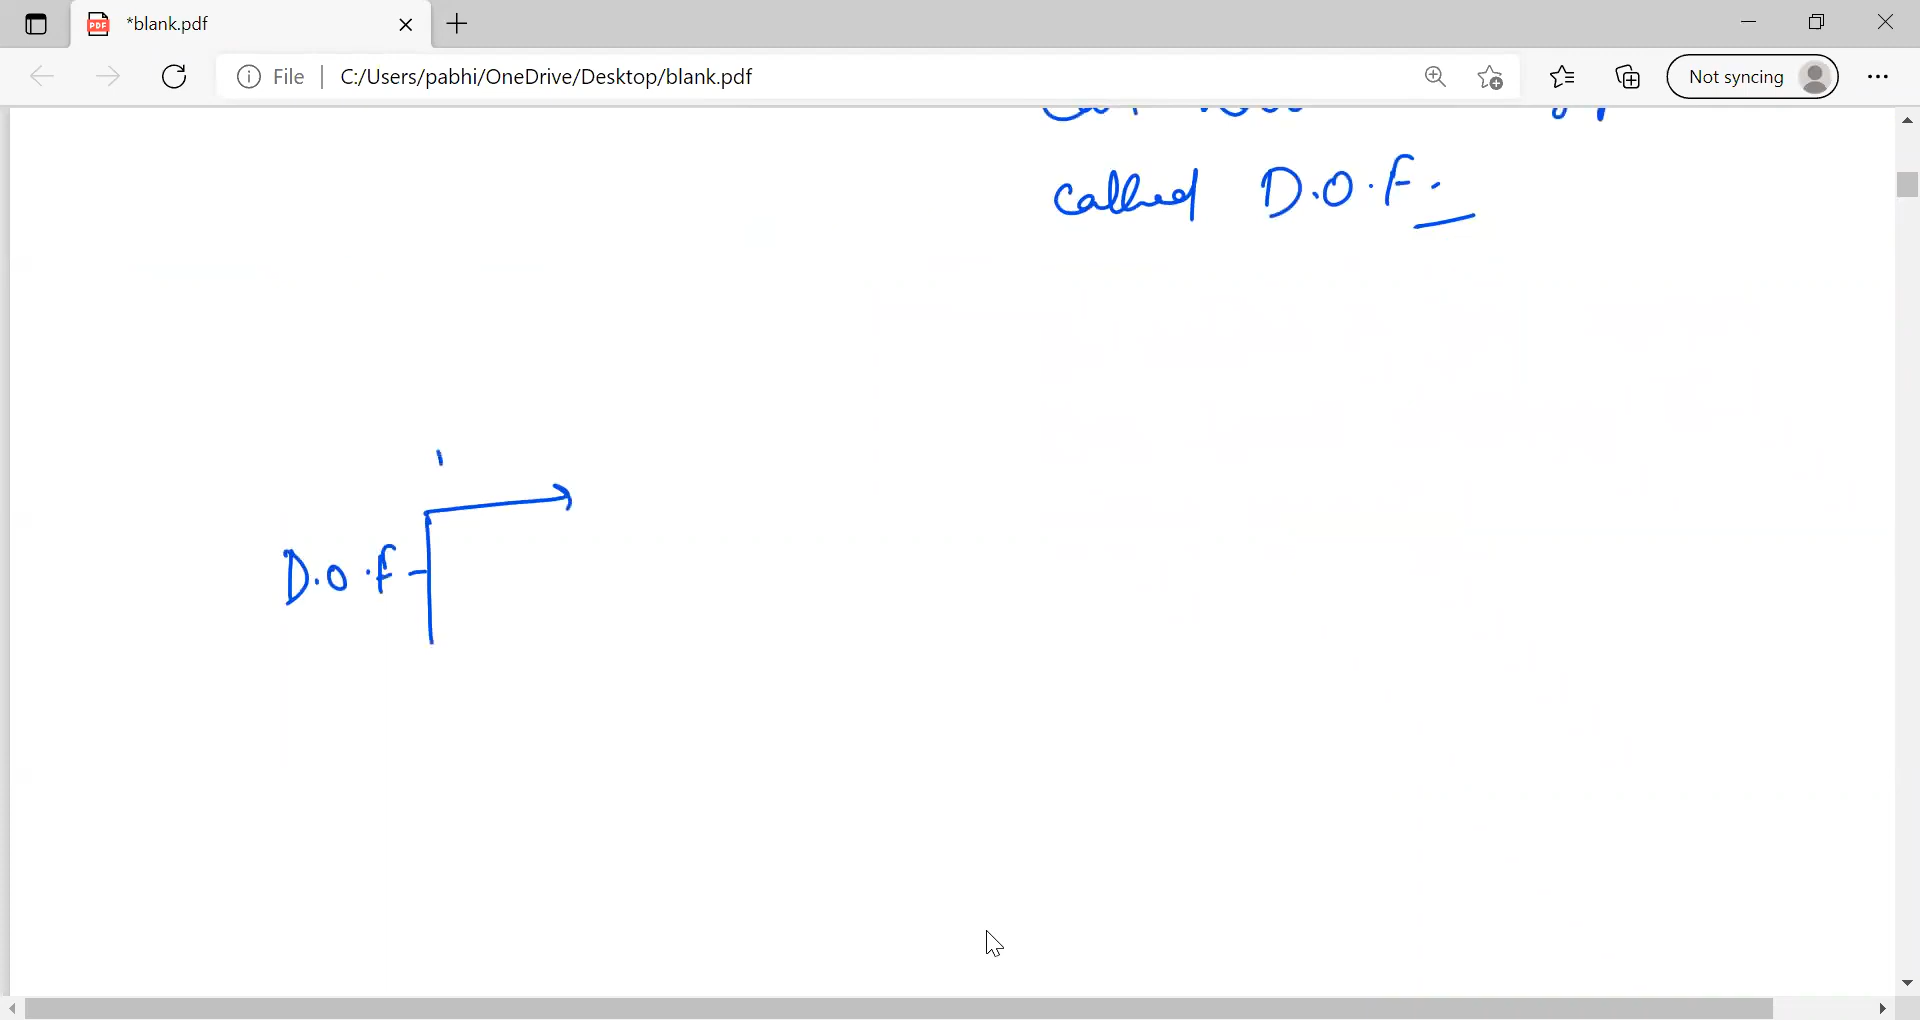 *blank.pdf
File | C:/Users/pabhi/OneDrive/Desktop/blank.pdf
Not syncing
called D.O.F.
D.O.F